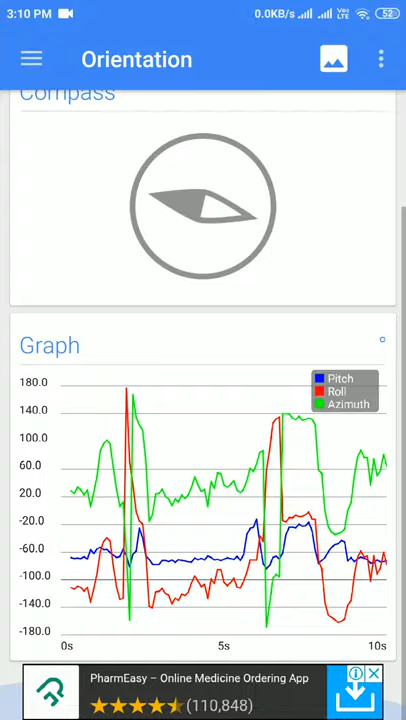 3:10 PM 0.0KB/s Vo) LTE 52
Orientation
Compass
Graph °
180.0
140.0
100.0
60.0
20.0
-20.0
-60.0
-100.0
-140.0
-180.0
Pitch
Roll
Azimuth
0s 5s 10s
PharmEasy – Online Medicine Ordering App
(110,848)